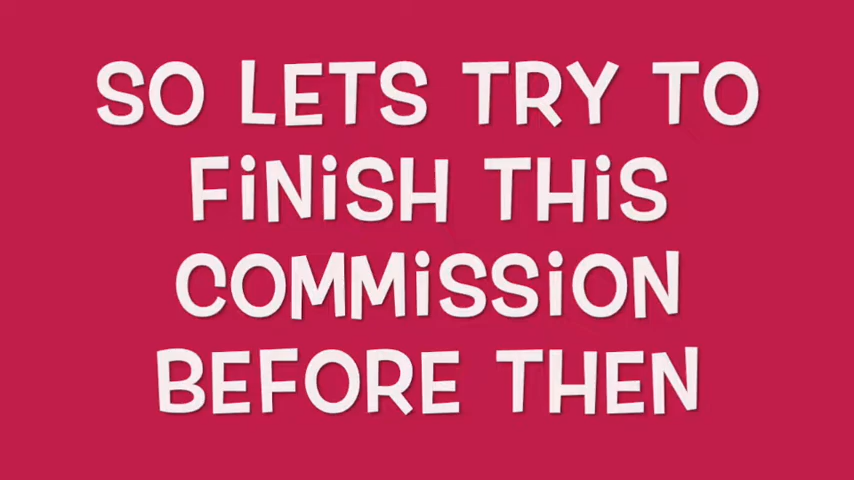 SO LETS TRY TO
FiNiSH THiS
COMMiSSiON
BEFORE THEN